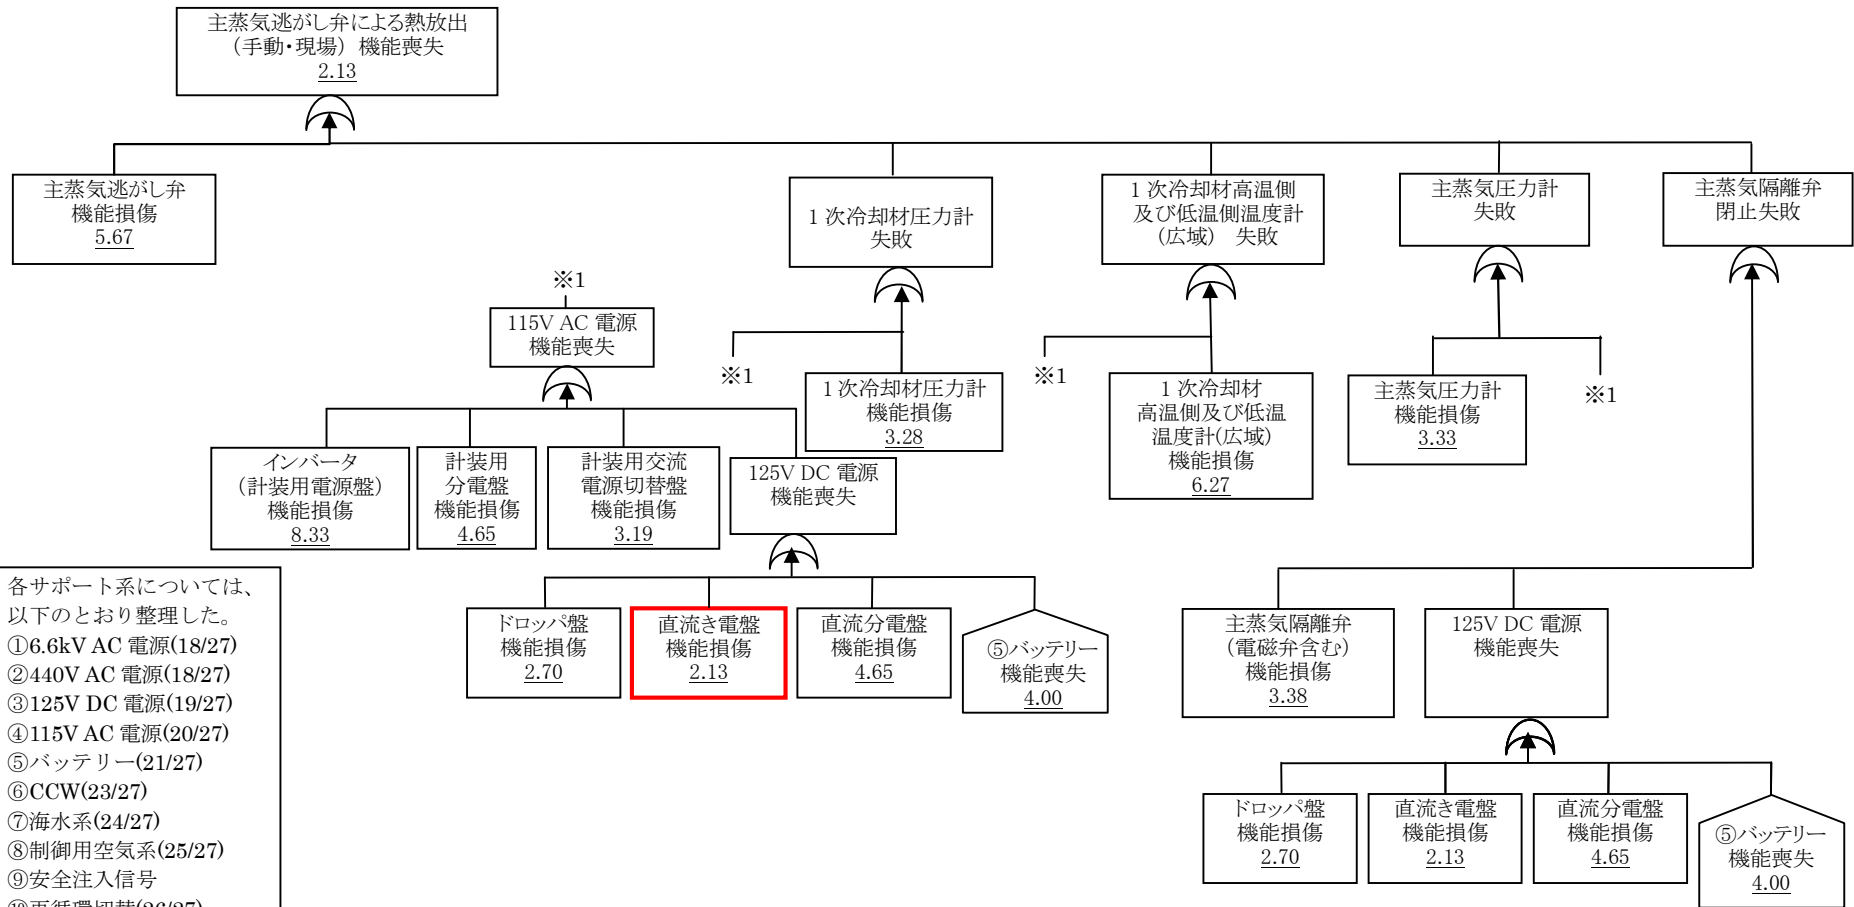 主蒸気逃がし弁による熱放出
（手動・現場） 機能喪失
2.13
主蒸気逃がし弁
機能損傷
5.67
1 次冷却材圧力計
失敗
1 次冷却材高温側
及び低温側温度計
（広域） 失敗
主蒸気圧力計
失敗
主蒸気隔離弁
閉止失敗
※1
115V AC 電源
機能喪失
※1
1 次冷却材圧力計
機能損傷
3.28
※1
1 次冷却材
高温側及び低温
温度計(広域)
機能損傷
6.27
主蒸気圧力計
機能損傷
3.33
※1
インバータ
（計装用電源盤）
機能損傷
8.33
計装用
分電盤
機能損傷
4.65
計装用交流
電源切替盤
機能損傷
3.19
125V DC 電源
機能喪失
ドロッパ盤
機能損傷
2.70
直流き電盤
機能損傷
2.13
直流分電盤
機能損傷
4.65
⑤バッテリー
機能喪失
4.00
主蒸気隔離弁
（電磁弁含む）
機能損傷
3.38
125V DC 電源
機能喪失
ドロッパ盤
機能損傷
2.70
直流き電盤
機能損傷
2.13
直流分電盤
機能損傷
4.65
⑤バッテリー
機能喪失
4.00
各サポート系については、
以下のとおり整理した。
①6.6kV AC 電源(18/27)
②440V AC 電源(18/27)
③125V DC 電源(19/27)
④115V AC 電源(20/27)
⑤バッテリー(21/27)
⑥CCW(23/27)
⑦海水系(24/27)
⑧制御用空気系(25/27)
⑨安全注入信号
⑩再循環切替(26/27)